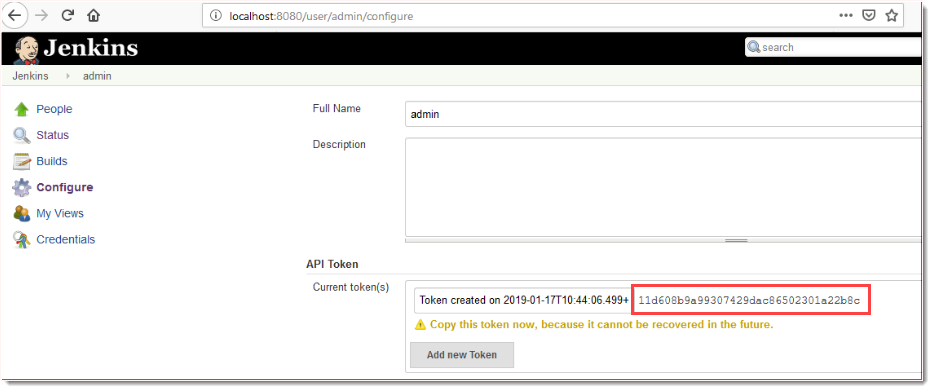 localhost:8080/user/admin/configure
Jenkins
search
Jenkins admin
People
Status
Builds
Configure
My Views
Credentials
Full Name
admin
Description
API Token
Current token(s)
Token created on 2019-01-17T10:44:06.499+ 11d608b9a99307429dac86502301a22b8c
Copy this token now, because it cannot be recovered in the future.
Add new Token